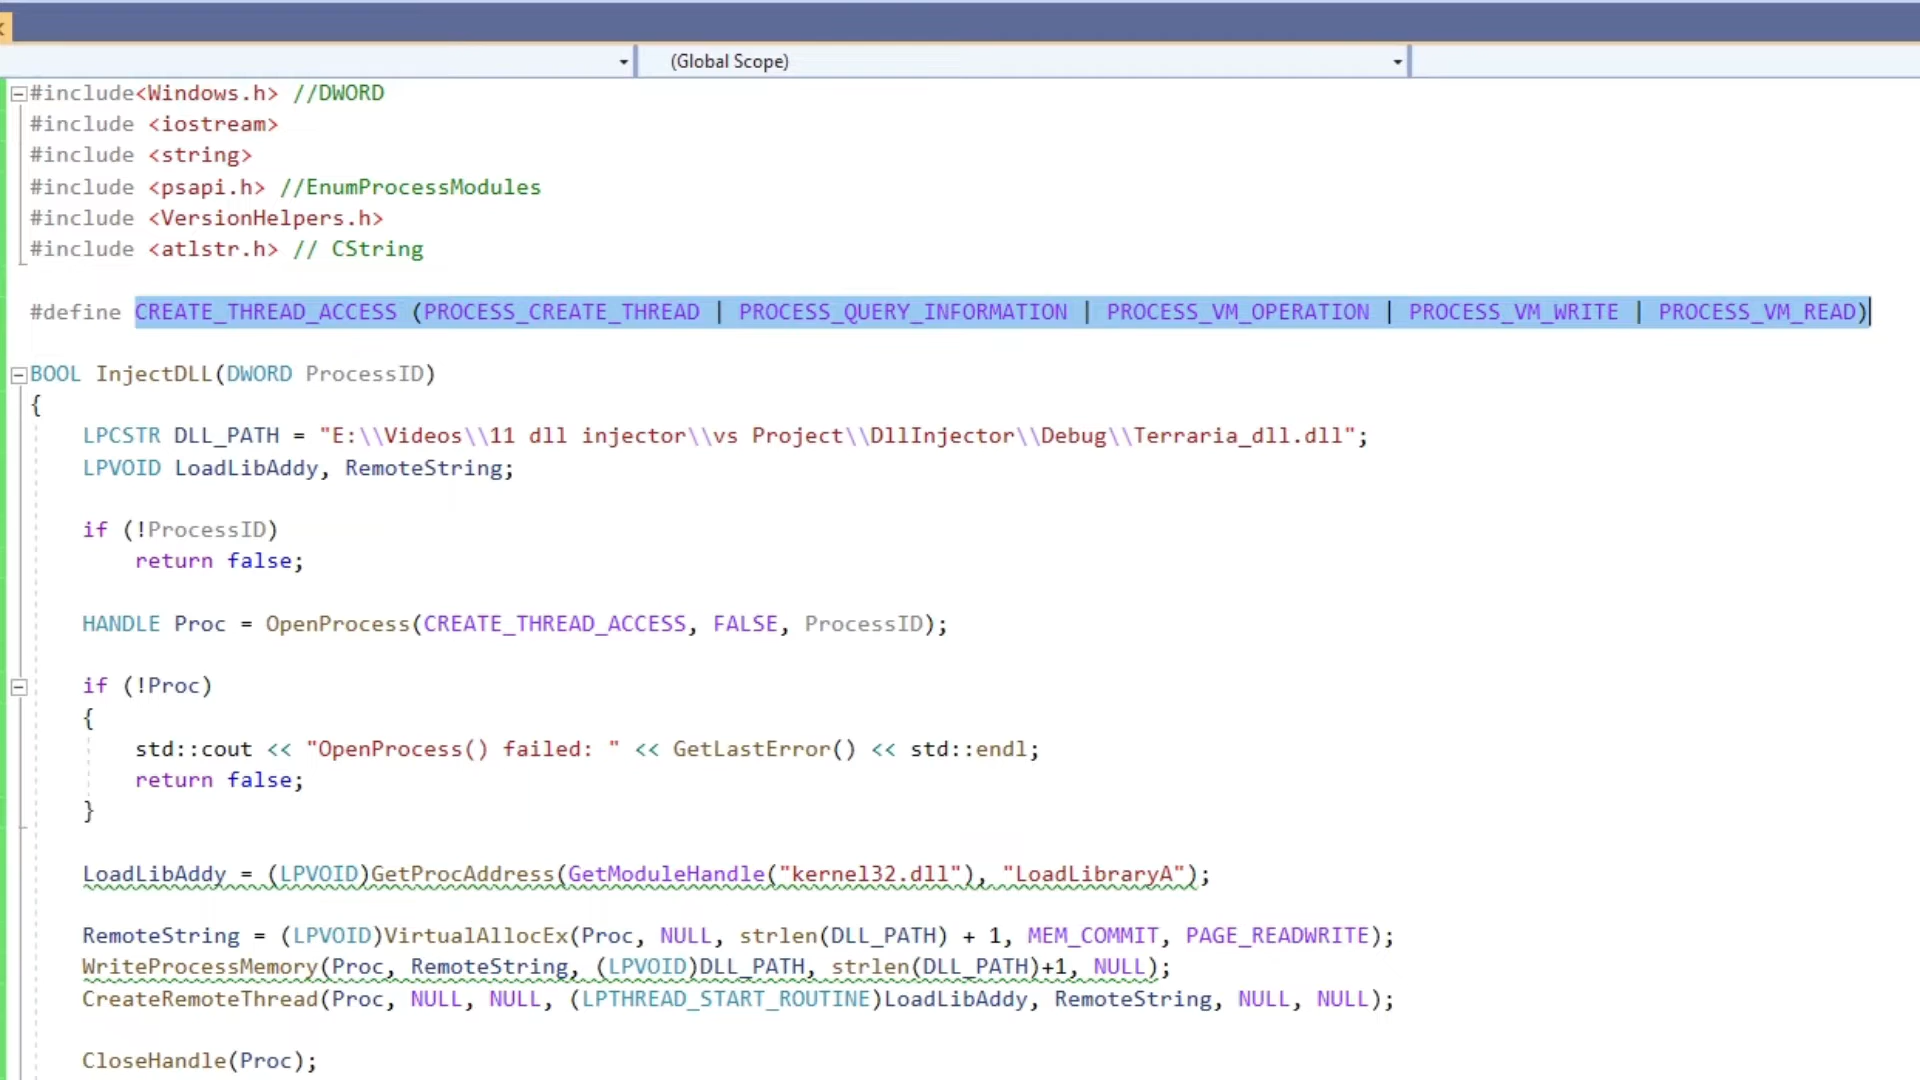 (Global Scope)
#include<Windows.h> //DWORD
#include <iostream>
#include <string>
#include <psapi.h> //EnumProcessModules
#include <VersionHelpers.h>
#include <atlstr.h> // CString
#define CREATE_THREAD_ACCESS (PROCESS_CREATE_THREAD | PROCESS_QUERY_INFORMATION | PROCESS_VM_OPERATION | PROCESS_VM_WRITE | PROCESS_VM_READ)
BOOL InjectDLL(DWORD ProcessID)
{
LPCSTR DLL_PATH = "E:\\Videos\\11 dll injector\\vs Project\\DllInjector\\Debug\\Terraria_dll.dll";
LPVOID LoadLibAddy, RemoteString;
if (!ProcessID)
return false;
HANDLE Proc = OpenProcess(CREATE_THREAD_ACCESS, FALSE, ProcessID);
if (!Proc)
{
std::cout << "OpenProcess() failed: " << GetLastError() << std::endl;
return false;
}
LoadLibAddy = (LPVOID)GetProcAddress(GetModuleHandle("kernel32.dll"), "LoadLibraryA");
RemoteString = (LPVOID)VirtualAllocEx(Proc, NULL, strlen(DLL_PATH) + 1, MEM_COMMIT, PAGE_READWRITE);
WriteProcessMemory(Proc, RemoteString, (LPVOID)DLL_PATH, strlen(DLL_PATH)+1, NULL);
CreateRemoteThread(Proc, NULL, NULL, (LPTHREAD_START_ROUTINE)LoadLibAddy, RemoteString, NULL, NULL);
CloseHandle(Proc);